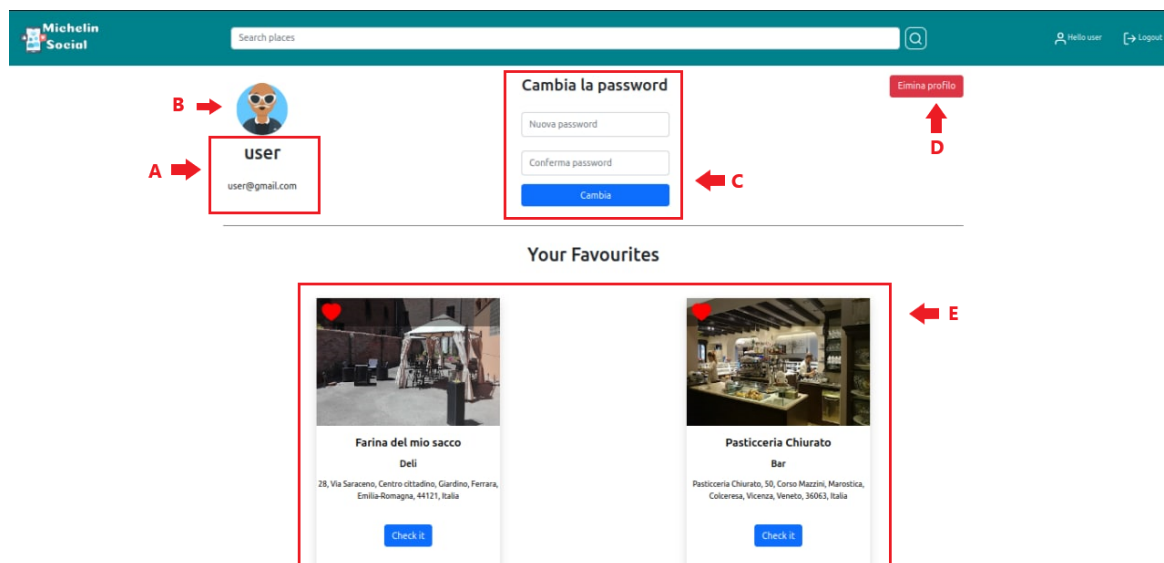 Michelin
Social
Search places
Hello user
Logout
B
Cambia la password
Eimina profilo
Nuova password
D
user
A
Conferma password
C
user@gmail.com
Cambia
Your Favourites
E
Farina del mio sacco
Deli
28, Via Saraceno, Centro cittadino, Giardino, Ferrara,
Emilia-Romagna, 44121, Italia
Check it
Pasticceria Chiurato
Bar
Pasticceria Chiurato, 50, Corso Mazzini, Marostica,
Colceresa, Vicenza, Veneto, 36063, Italia
Check it